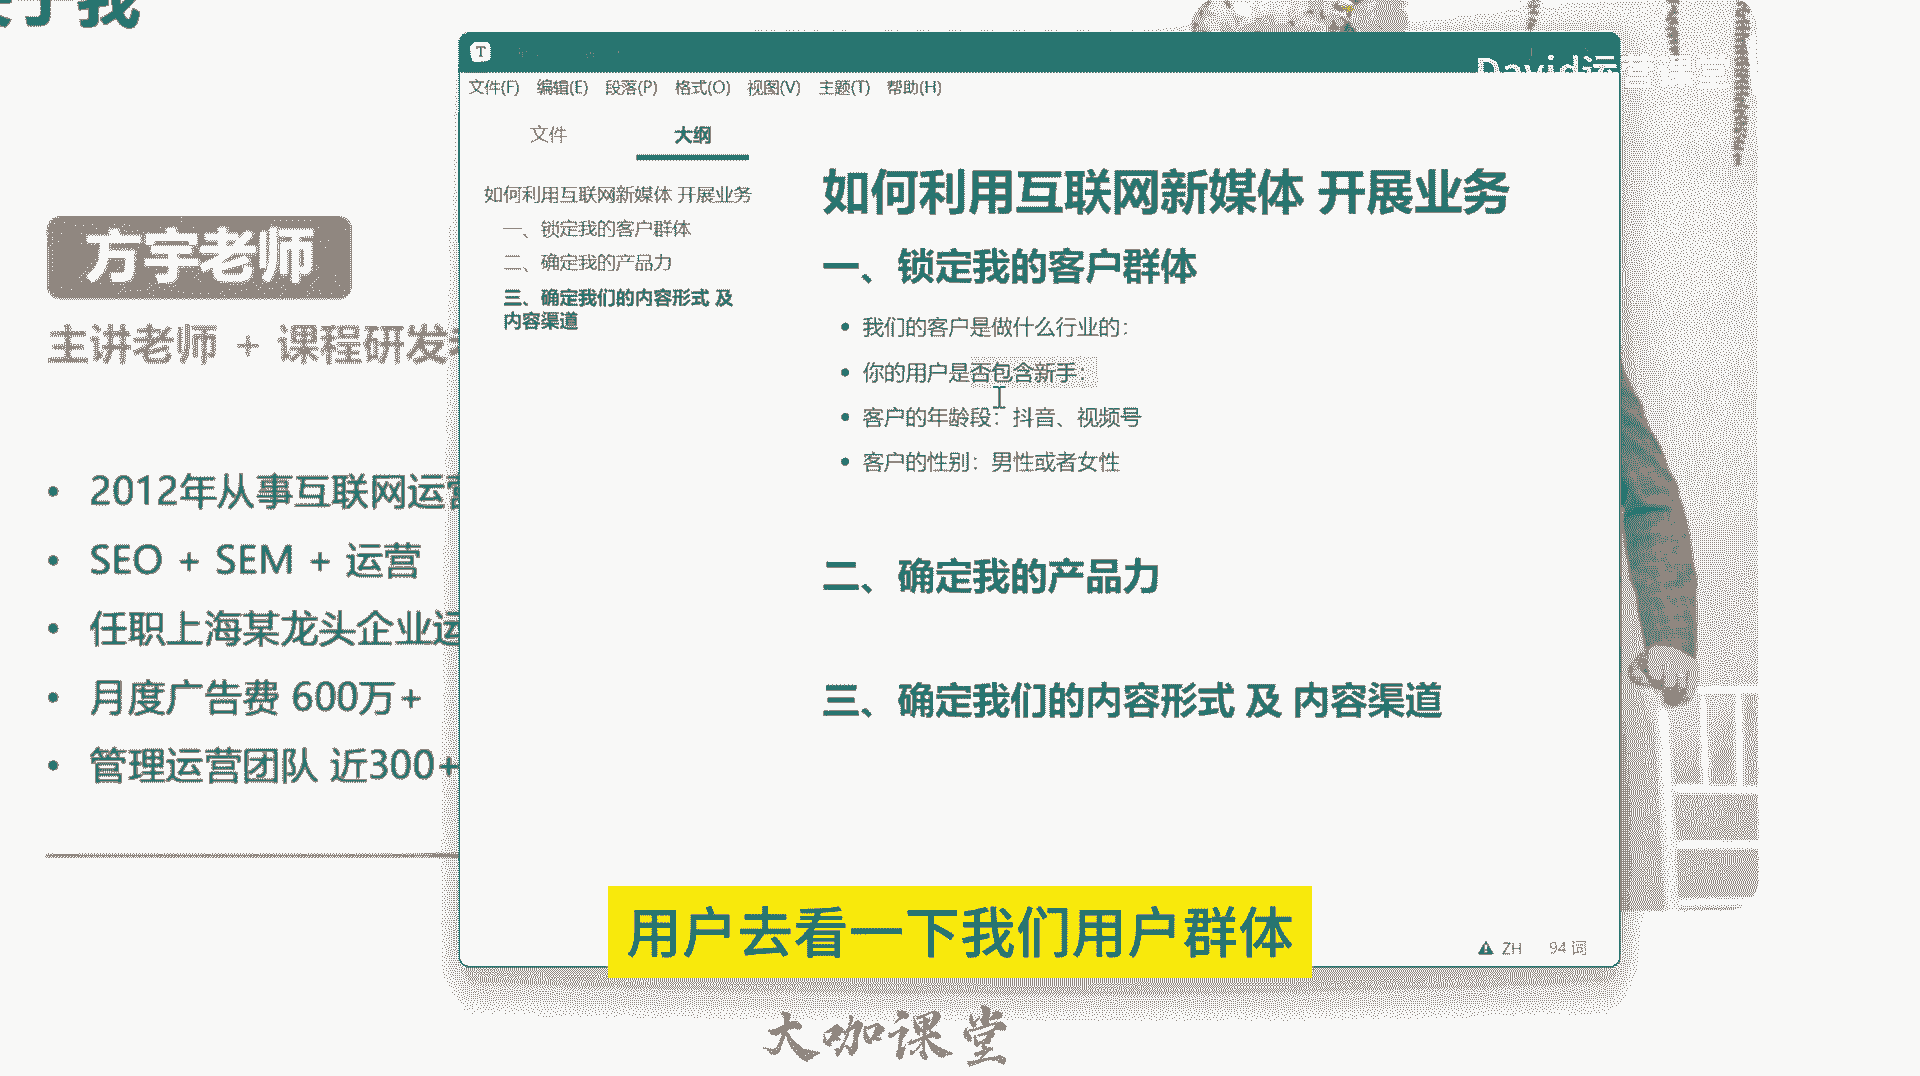 关于我
方宇老师
主讲老师 + 课程研发老
2012年从事互联网运营
SEO + SEM + 运营
任职上海某龙头企业运
月度广告费 600万+
管理运营团队 近300+
T
David运营课堂
文件(F) 编辑(E) 段落(P) 格式(O) 视图(V) 主题(T) 帮助(H)
文件 大纲
如何利用互联网新媒体 开展业务
一、锁定我的客户群体
二、确定我的产品力
三、确定我们的内容形式 及
内容渠道
如何利用互联网新媒体 开展业务
一、锁定我的客户群体
我们的客户是做什么行业的：
你的用户是否包含新手：
客户的年龄段：抖音、视频号
客户的性别：男性或者女性
二、确定我的产品力
三、确定我们的内容形式 及 内容渠道
ZH 94 词
用户去看一下我们用户群体
大咖课堂